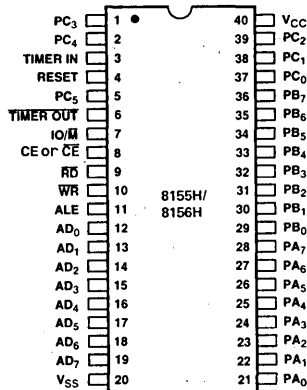 PC₃ 1 40 VCC
PC₄ 2 39 PC₂
TIMER IN 3 38 PC₁
RESET 4 37 PC₀
PC₅ 5 36 PB₇
TIMER OUT 6 35 PB₆
IO/M 7 34 PB₅
CE or CE 8 33 PB₄
RD 9 32 PB₃
WR 10 31 PB₂
ALE 11 30 PB₁
8155H/
8156H
AD₀ 12 29 PB₀
AD₁ 13 28 PA₇
AD₂ 14 27 PA₆
AD₃ 15 26 PA₅
AD₄ 16 25 PA₄
AD₅ 17 24 PA₃
AD₆ 18 23 PA₂
AD₇ 19 22 PA₁
VSS 20 21 PA₀